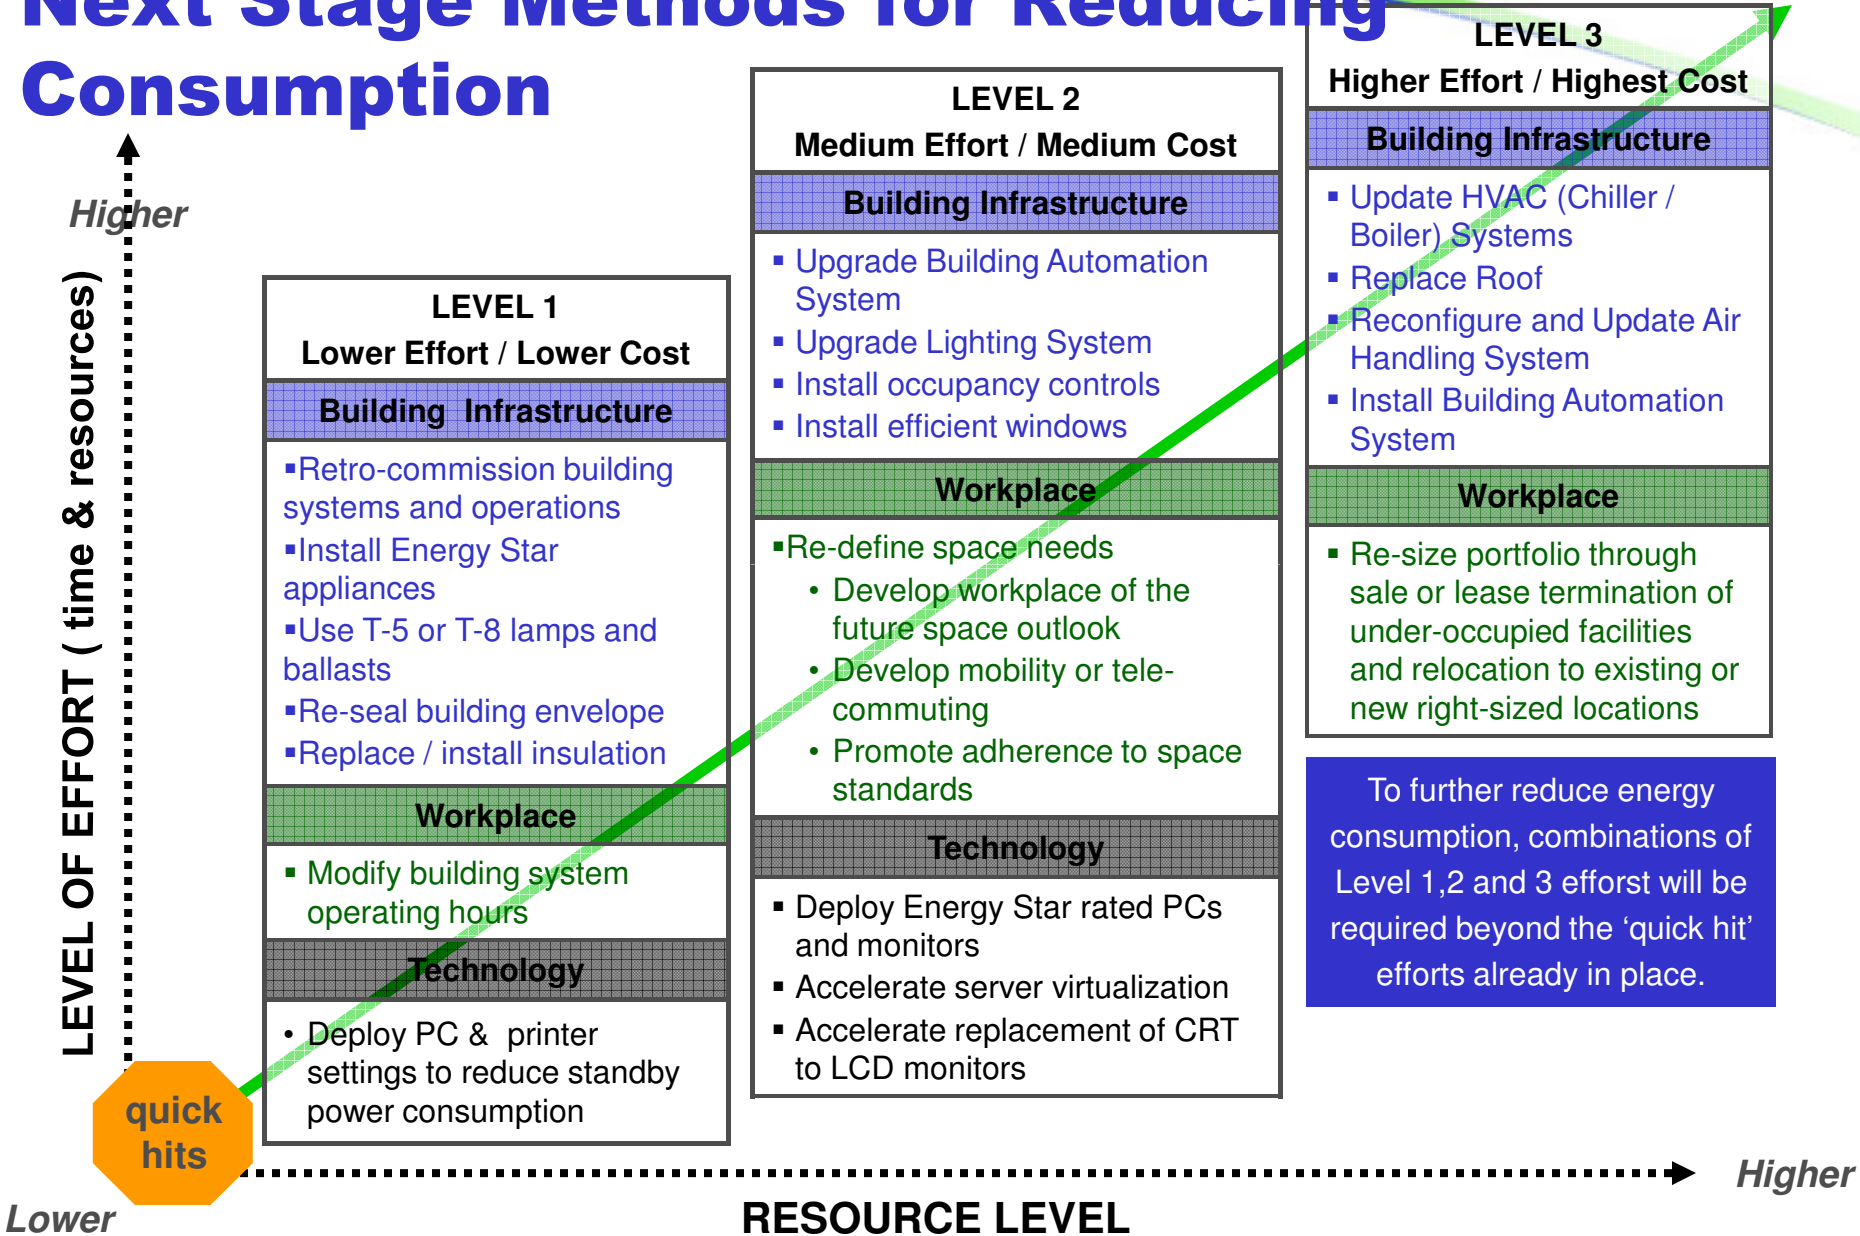 Next Stage Methods for Reducing
Consumption
Higher
LEVEL OF EFFORT ( time & resources)
LEVEL 1
Lower Effort / Lower Cost
Building  Infrastructure
▪Retro-commission building
systems and operations
▪Install Energy Star
appliances
▪Use T-5 or T-8 lamps and
ballasts
▪Re-seal building envelope
▪Replace / install insulation
Workplace
▪ Modify building system
operating hours
Technology
• Deploy PC &  printer
settings to reduce standby
power consumption
LEVEL 2
Medium Effort / Medium Cost
Building Infrastructure
▪ Upgrade Building Automation
System
▪ Upgrade Lighting System
▪ Install occupancy controls
▪ Install efficient windows
Workplace
▪Re-define space needs
• Develop workplace of the
future space outlook
• Develop mobility or tele-
commuting
• Promote adherence to space
standards
Technology
▪ Deploy Energy Star rated PCs
and monitors
▪ Accelerate server virtualization
▪ Accelerate replacement of CRT
to LCD monitors
LEVEL 3
Higher Effort / Highest Cost
Building Infrastructure
▪ Update HVAC (Chiller /
Boiler) Systems
▪ Replace Roof
▪ Reconfigure and Update Air
Handling System
▪ Install Building Automation
System
Workplace
▪ Re-size portfolio through
sale or lease termination of
under-occupied facilities
and relocation to existing or
new right-sized locations
To further reduce energy
consumption, combinations of
Level 1,2 and 3 efforst will be
required beyond the ‘quick hit’
efforts already in place.
quick
hits
Lower
RESOURCE LEVEL
Higher